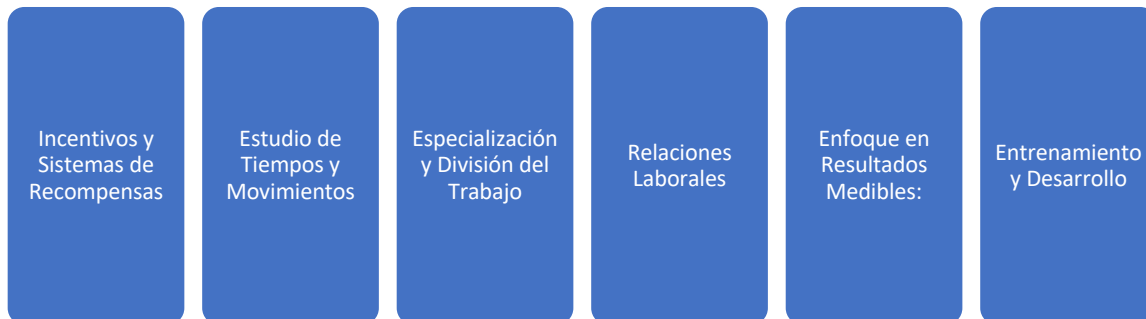 Incentivos y
Sistemas de
Recompensas
Estudio de
Tiempos y
Movimientos
Especialización
y División del
Trabajo
Relaciones
Laborales
Enfoque en
Resultados
Medibles:
Entrenamiento
y Desarrollo